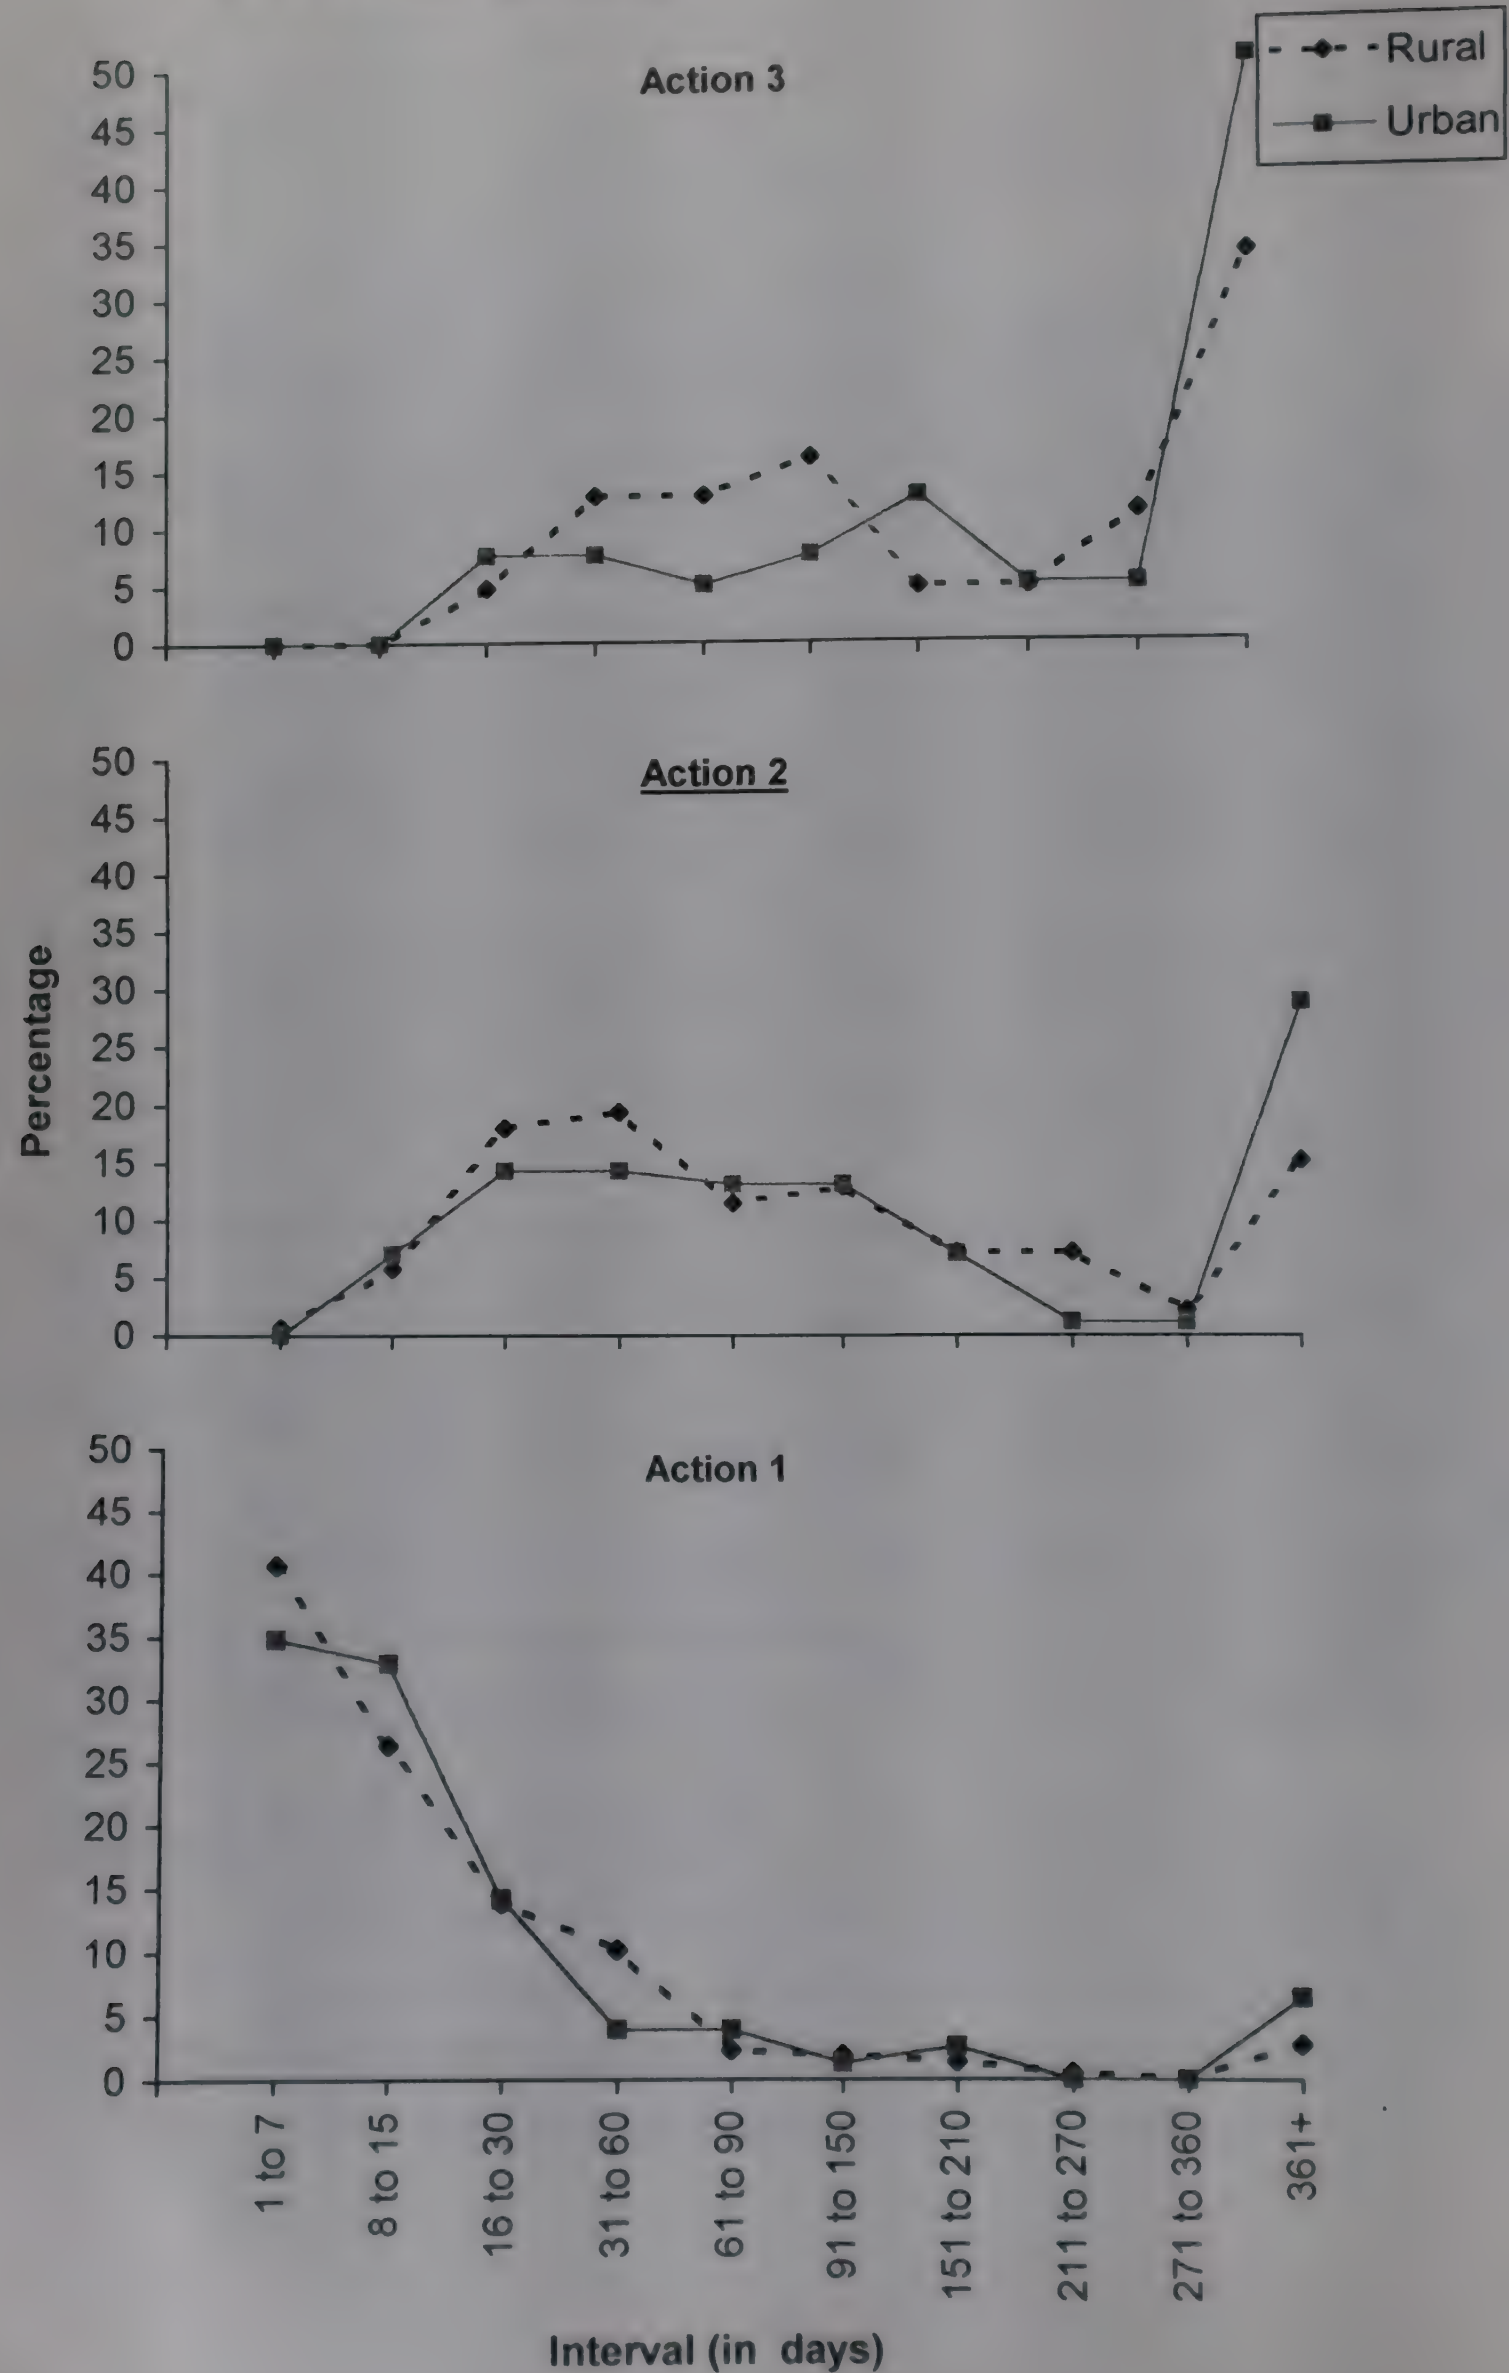 Rural
Urban
Action 3
50
45
40
35
30
25
20
15
10
5
0
Action 2
50
45
40
35
30
25
20
15
10
5
0
Percentage
Action 1
50
45
40
35
30
25
20
15
10
5
0
1 to 7
8 to 15
16 to 30
31 to 60
61 to 90
91 to 150
151 to 210
211 to 270
271 to 360
361+
Interval (in days)